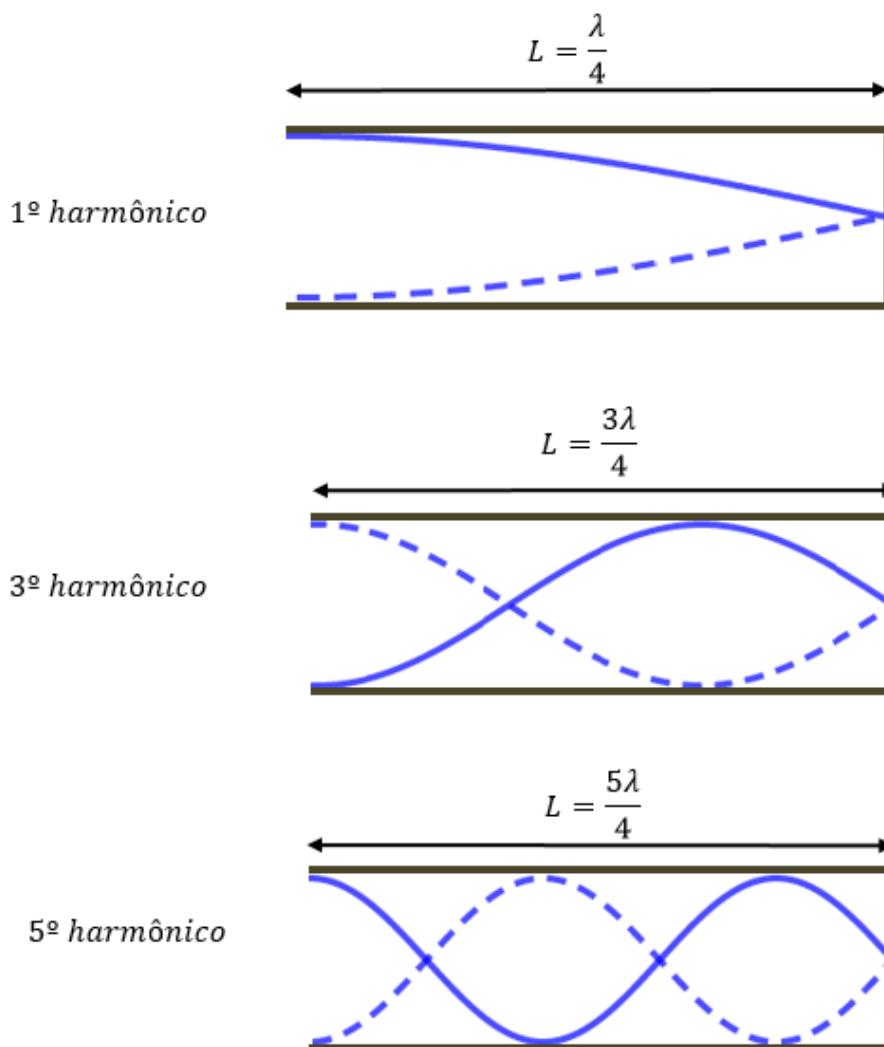 L = λ/4
1º harmônico
L = 3λ/4
3º harmônico
L = 5λ/4
5º harmônico